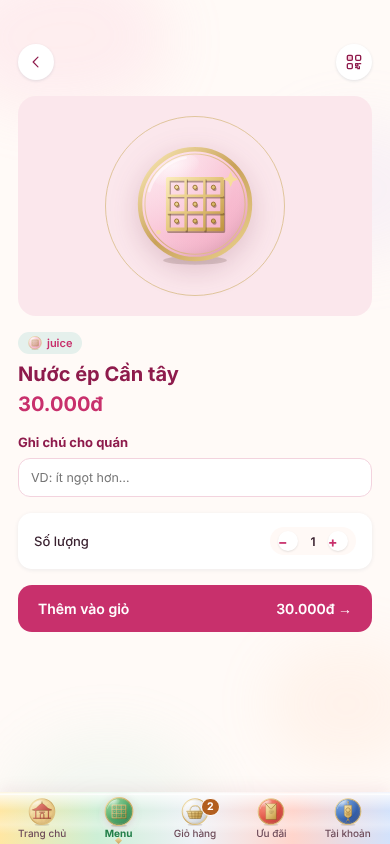 juice
Nước ép Cần tây
30.000đ
Ghi chú cho quán
VD: ít ngọt hơn...
Số lượng
− 1 +
Thêm vào giỏ 30.000đ →
2
Trang chủ Menu Giỏ hàng Ưu đãi Tài khoản